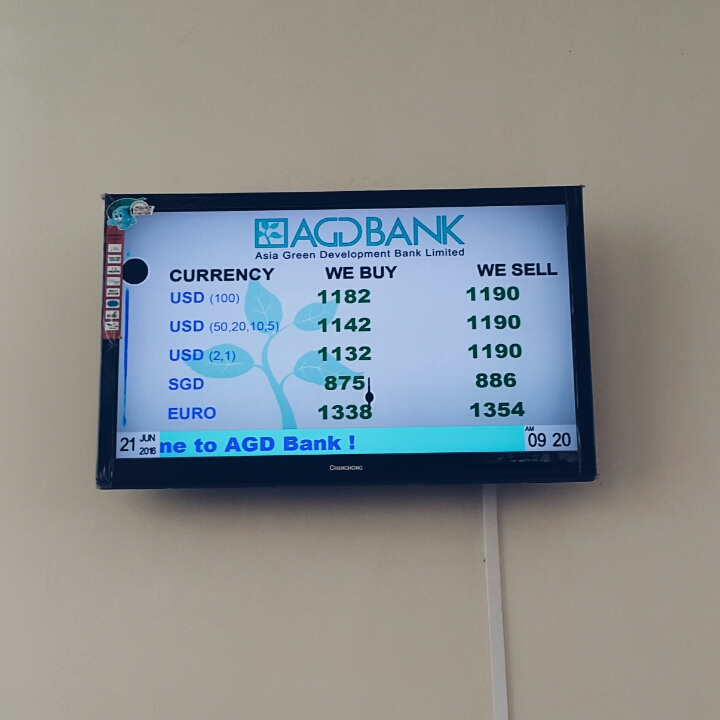 AGDBANK
Asia Green Development Bank Limited
CURRENCY WE BUY WE SELL
USD (100) 1182 1190
USD (50,20,10,5) 1142 1190
USD (2,1) 1132 1190
SGD 875 886
EURO 1338 1354
21 JUN 2016 me to AGD Bank ! AM 09 20
CHANGHONG